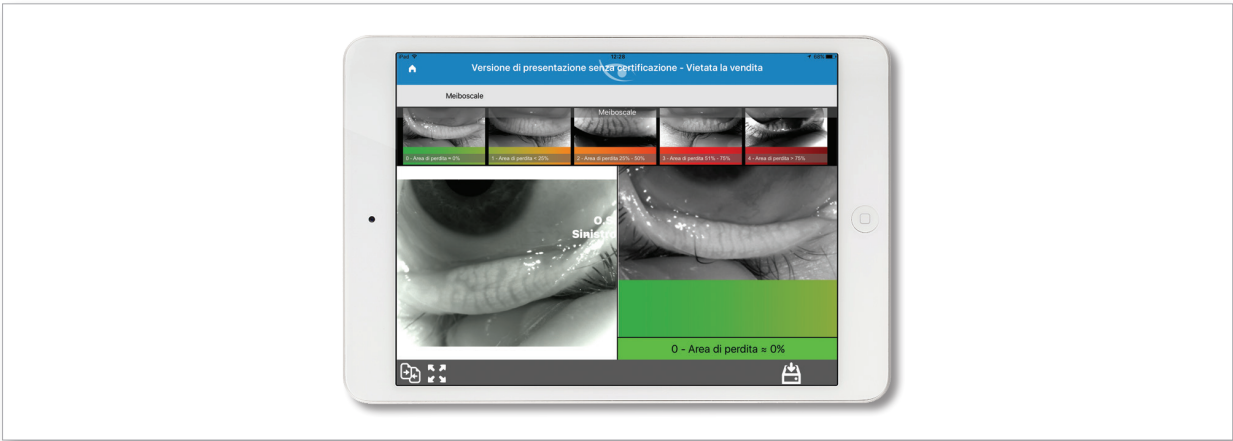 iPad
12:26
68%
Versione di presentazione senza certificazione - Vietata la vendita
Meiboscale
Meiboscale
0 - Area di perdita ≈ 0%
1 - Area di perdita < 25%
2 - Area di perdita 25% - 50%
3 - Area di perdita 51% - 75%
4 - Area di perdita > 75%
Sinistro
0 - Area di perdita ≈ 0%